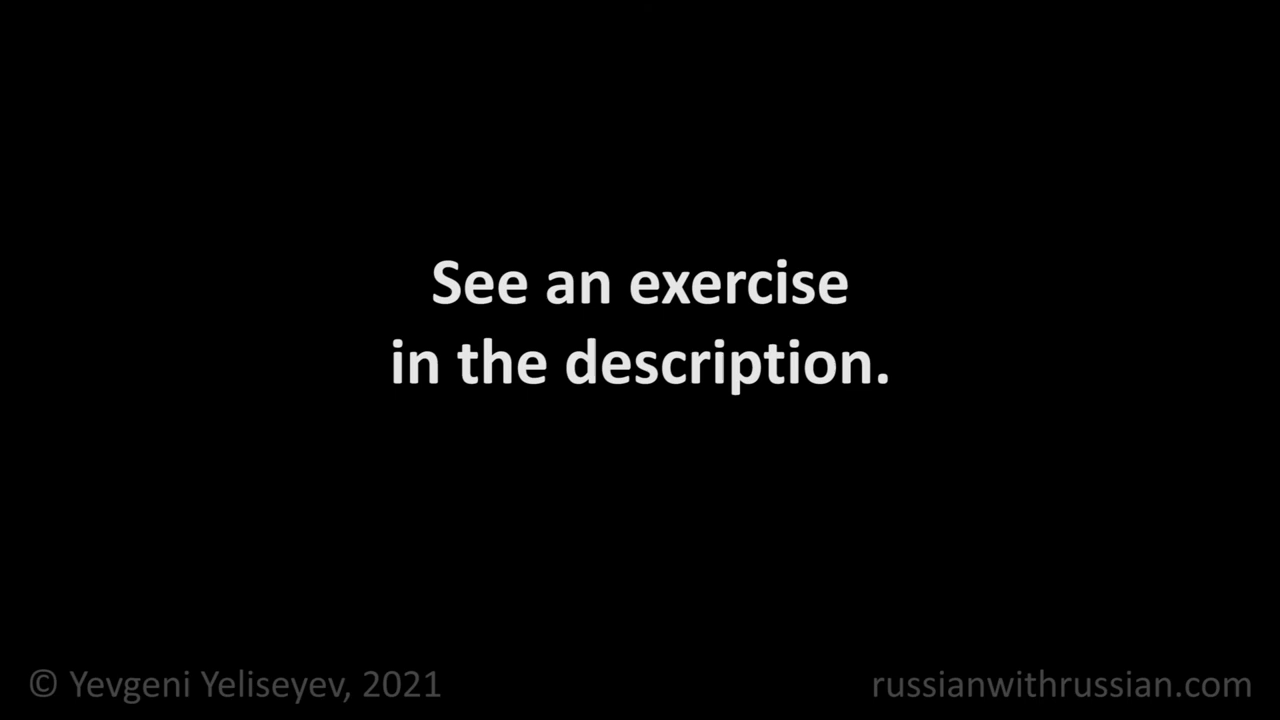 See an exercise
in the description.
© Yevgeni Yeliseyev, 2021
russianwithrussian.com